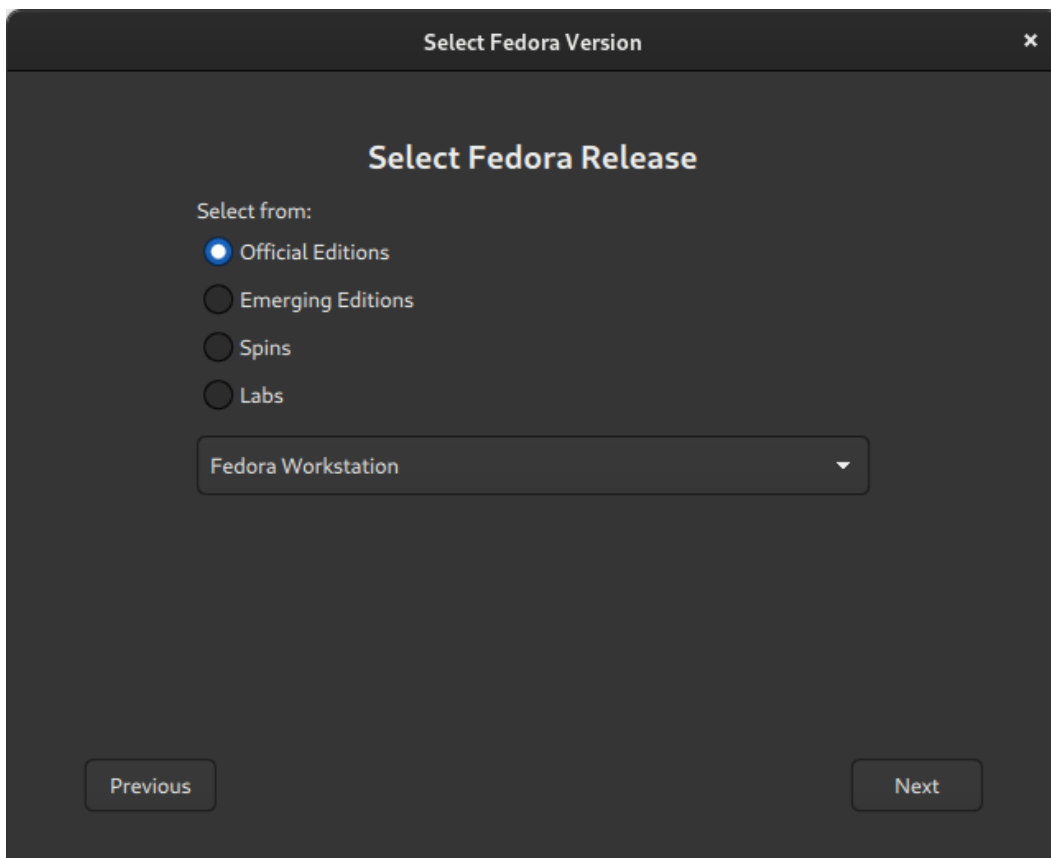 Select Fedora Version
Select Fedora Release
Select from:
Official Editions
Emerging Editions
Spins
Labs
Fedora Workstation
Previous
Next